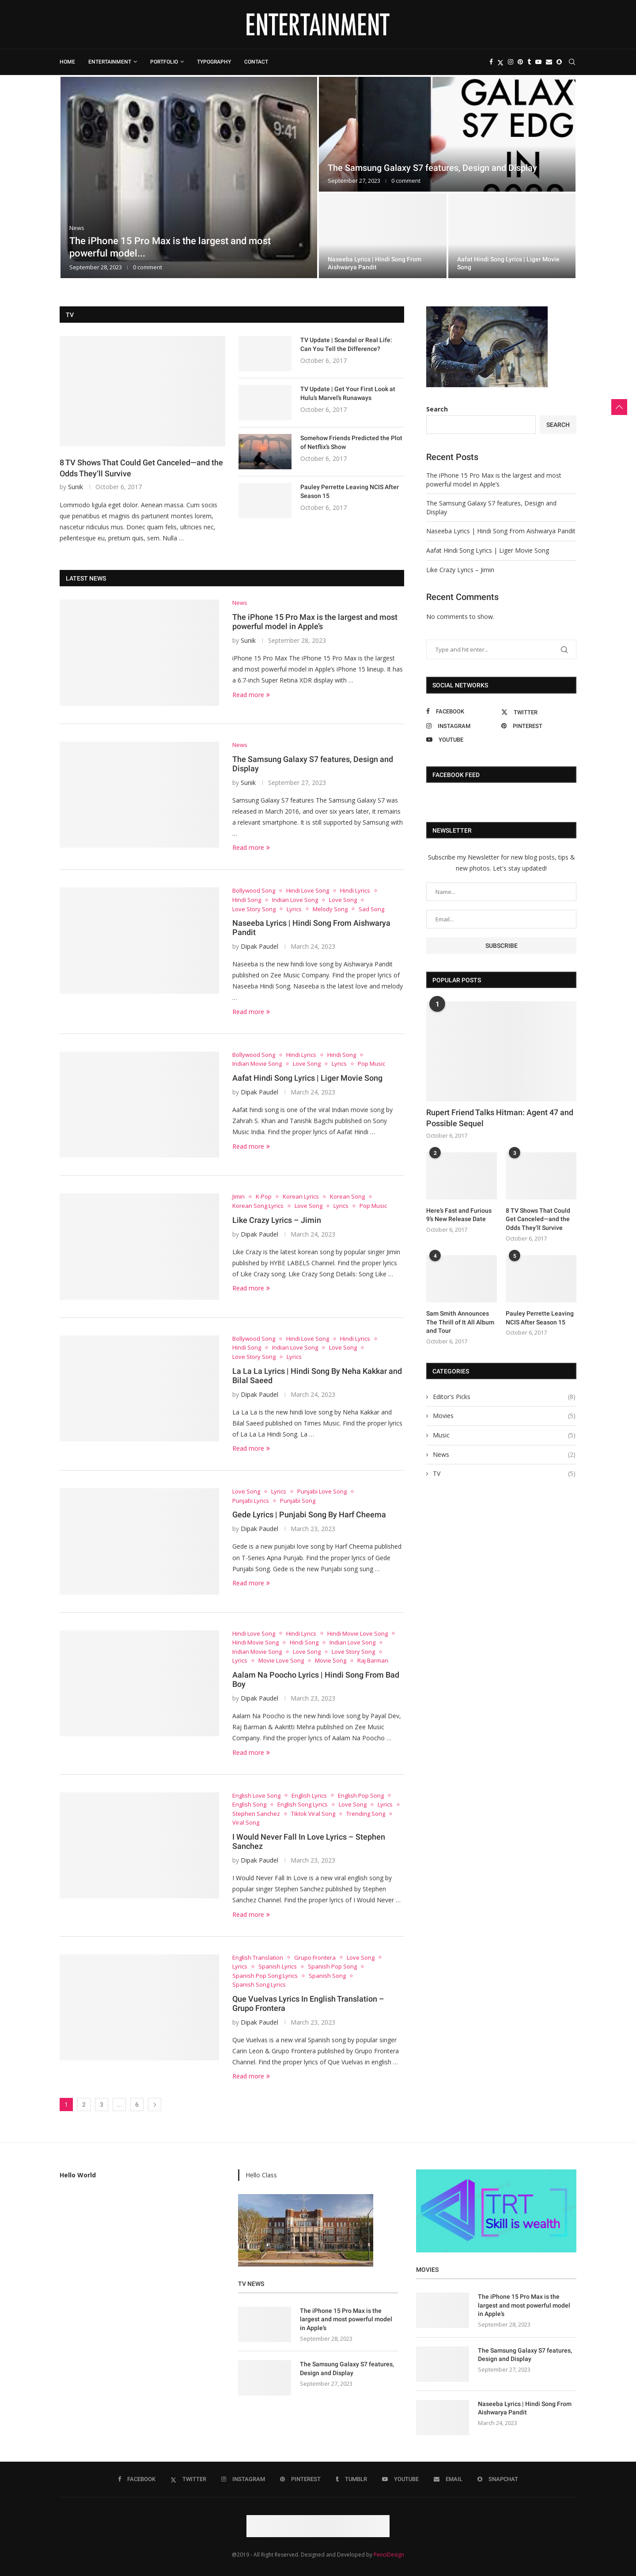 ENTERTAINMENT
HOME ENTERTAINMENT PORTFOLIO TYPOGRAPHY CONTACT
News
The iPhone 15 Pro Max is the largest and most
powerful model...
September 28, 2023 0 comment
GALAX
S7 EDG
IN
The Samsung Galaxy S7 features, Design and Display
September 27, 2023 0 comment
Naseeba Lyrics | Hindi Song From
Aishwarya Pandit
Aafat Hindi Song Lyrics | Liger Movie
Song
TV
8 TV Shows That Could Get Canceled—and the
Odds They'll Survive
by Sunik October 6, 2017
Commodo ligula eget dolor. Aenean massa. Cum sociis
que penatibus et magnis dis parturient montes lorem,
nascetur ridiculus mus. Donec quam felis, ultricies nec,
pellentesque eu, pretium quis, sem. Nulla …
TV Update | Scandal or Real Life:
Can You Tell the Difference?
October 6, 2017
TV Update | Get Your First Look at
Hulu's Marvel's Runaways
October 6, 2017
Somehow Friends Predicted the Plot
of Netflix's Show
October 6, 2017
Pauley Perrette Leaving NCIS After
Season 15
October 6, 2017
LATEST NEWS
News
The iPhone 15 Pro Max is the largest and most
powerful model in Apple's
by Sunik September 28, 2023
iPhone 15 Pro Max The iPhone 15 Pro Max is the largest
and most powerful model in Apple's iPhone 15 lineup. It has
a 6.7-inch Super Retina XDR display with …
Read more »
News
The Samsung Galaxy S7 features, Design and
Display
by Sunik September 27, 2023
Samsung Galaxy S7 features The Samsung Galaxy S7 was
released in March 2016, and over six years later, it remains
a relevant smartphone. It is still supported by Samsung with
…
Read more »
Bollywood Song Hindi Love Song Hindi Lyrics
Hindi Song Indian Love Song Love Song
Love Story Song Lyrics Melody Song Sad Song
Naseeba Lyrics | Hindi Song From Aishwarya
Pandit
by Dipak Paudel March 24, 2023
Naseeba is the new hindi love song by Aishwarya Pandit
published on Zee Music Company. Find the proper lyrics of
Naseeba Hindi Song. Naseeba is the latest love and melody
…
Read more »
Bollywood Song Hindi Lyrics Hindi Song
Indian Movie Song Love Song Lyrics Pop Music
Aafat Hindi Song Lyrics | Liger Movie Song
by Dipak Paudel March 24, 2023
Aafat hindi song is one of the viral Indian movie song by
Zahrah S. Khan and Tanishk Bagchi published on Sony
Music India. Find the proper lyrics of Aafat Hindi …
Read more »
Jimin K-Pop Korean Lyrics Korean Song
Korean Song Lyrics Love Song Lyrics Pop Music
Like Crazy Lyrics – Jimin
by Dipak Paudel March 24, 2023
Like Crazy is the latest korean song by popular singer Jimin
published by HYBE LABELS Channel. Find the proper lyrics
of Like Crazy song. Like Crazy Song Details: Song Like …
Read more »
Bollywood Song Hindi Love Song Hindi Lyrics
Hindi Song Indian Love Song Love Song
Love Story Song Lyrics
La La La Lyrics | Hindi Song By Neha Kakkar and
Bilal Saeed
by Dipak Paudel March 24, 2023
La La La is the new hindi love song by Neha Kakkar and
Bilal Saeed published on Times Music. Find the proper lyrics
of La La La Hindi Song. La …
Read more »
Love Song Lyrics Punjabi Love Song
Punjabi Lyrics Punjabi Song
Gede Lyrics | Punjabi Song By Harf Cheema
by Dipak Paudel March 23, 2023
Gede is a new punjabi love song by Harf Cheema published
on T-Series Apna Punjab. Find the proper lyrics of Gede
Punjabi Song. Gede is the new Punjabi song sung …
Read more »
Hindi Love Song Hindi Lyrics Hindi Movie Love Song
Hindi Movie Song Hindi Song Indian Love Song
Indian Movie Song Love Song Love Story Song
Lyrics Movie Love Song Movie Song Raj Barman
Aalam Na Poocho Lyrics | Hindi Song From Bad
Boy
by Dipak Paudel March 23, 2023
Aalam Na Poocho is the new hindi love song by Payal Dev,
Raj Barman & Aakritti Mehra published on Zee Music
Company. Find the proper lyrics of Aalam Na Poocho …
Read more »
English Love Song English Lyrics English Pop Song
English Song English Song Lyrics Love Song Lyrics
Stephen Sanchez Tiktok Viral Song Trending Song
Viral Song
I Would Never Fall In Love Lyrics – Stephen
Sanchez
by Dipak Paudel March 23, 2023
I Would Never Fall In Love is a new viral english song by
popular singer Stephen Sanchez published by Stephen
Sanchez Channel. Find the proper lyrics of I Would Never …
Read more »
English Translation Grupo Frontera Love Song
Lyrics Spanish Lyrics Spanish Pop Song
Spanish Pop Song Lyrics Spanish Song
Spanish Song Lyrics
Que Vuelvas Lyrics In English Translation –
Grupo Frontera
by Dipak Paudel March 23, 2023
Que Vuelvas is a new viral Spanish song by popular singer
Carin Leon & Grupo Frontera published by Grupo Frontera
Channel. Find the proper lyrics of Que Vuelvas in english …
Read more »
1 2 3 … 6
Search
SEARCH
Recent Posts
The iPhone 15 Pro Max is the largest and most
powerful model in Apple's
The Samsung Galaxy S7 features, Design and
Display
Naseeba Lyrics | Hindi Song From Aishwarya Pandit
Aafat Hindi Song Lyrics | Liger Movie Song
Like Crazy Lyrics – Jimin
Recent Comments
No comments to show.
Type and hit enter...
SOCIAL NETWORKS
FACEBOOK TWITTER
INSTAGRAM PINTEREST
YOUTUBE
FACEBOOK FEED
NEWSLETTER
Subscribe my Newsletter for new blog posts, tips &
new photos. Let's stay updated!
Name...
Email...
SUBSCRIBE
POPULAR POSTS
1
Rupert Friend Talks Hitman: Agent 47 and
Possible Sequel
October 6, 2017
2
Here's Fast and Furious
9's New Release Date
October 6, 2017
3
8 TV Shows That Could
Get Canceled—and the
Odds They'll Survive
October 6, 2017
4
Sam Smith Announces
The Thrill of It All Album
and Tour
October 6, 2017
5
Pauley Perrette Leaving
NCIS After Season 15
October 6, 2017
CATEGORIES
Editor's Picks (8)
Movies (5)
Music (5)
News (2)
TV (5)
Hello World
Hello Class
TV NEWS
The iPhone 15 Pro Max is the
largest and most powerful model
in Apple's
September 28, 2023
The Samsung Galaxy S7 features,
Design and Display
September 27, 2023
TRT
Skill is wealth
MOVIES
The iPhone 15 Pro Max is the
largest and most powerful model
in Apple's
September 28, 2023
The Samsung Galaxy S7 features,
Design and Display
September 27, 2023
Naseeba Lyrics | Hindi Song From
Aishwarya Pandit
March 24, 2023
FACEBOOK TWITTER INSTAGRAM PINTEREST TUMBLR YOUTUBE EMAIL SNAPCHAT
@2019 - All Right Reserved. Designed and Developed by PenciDesign